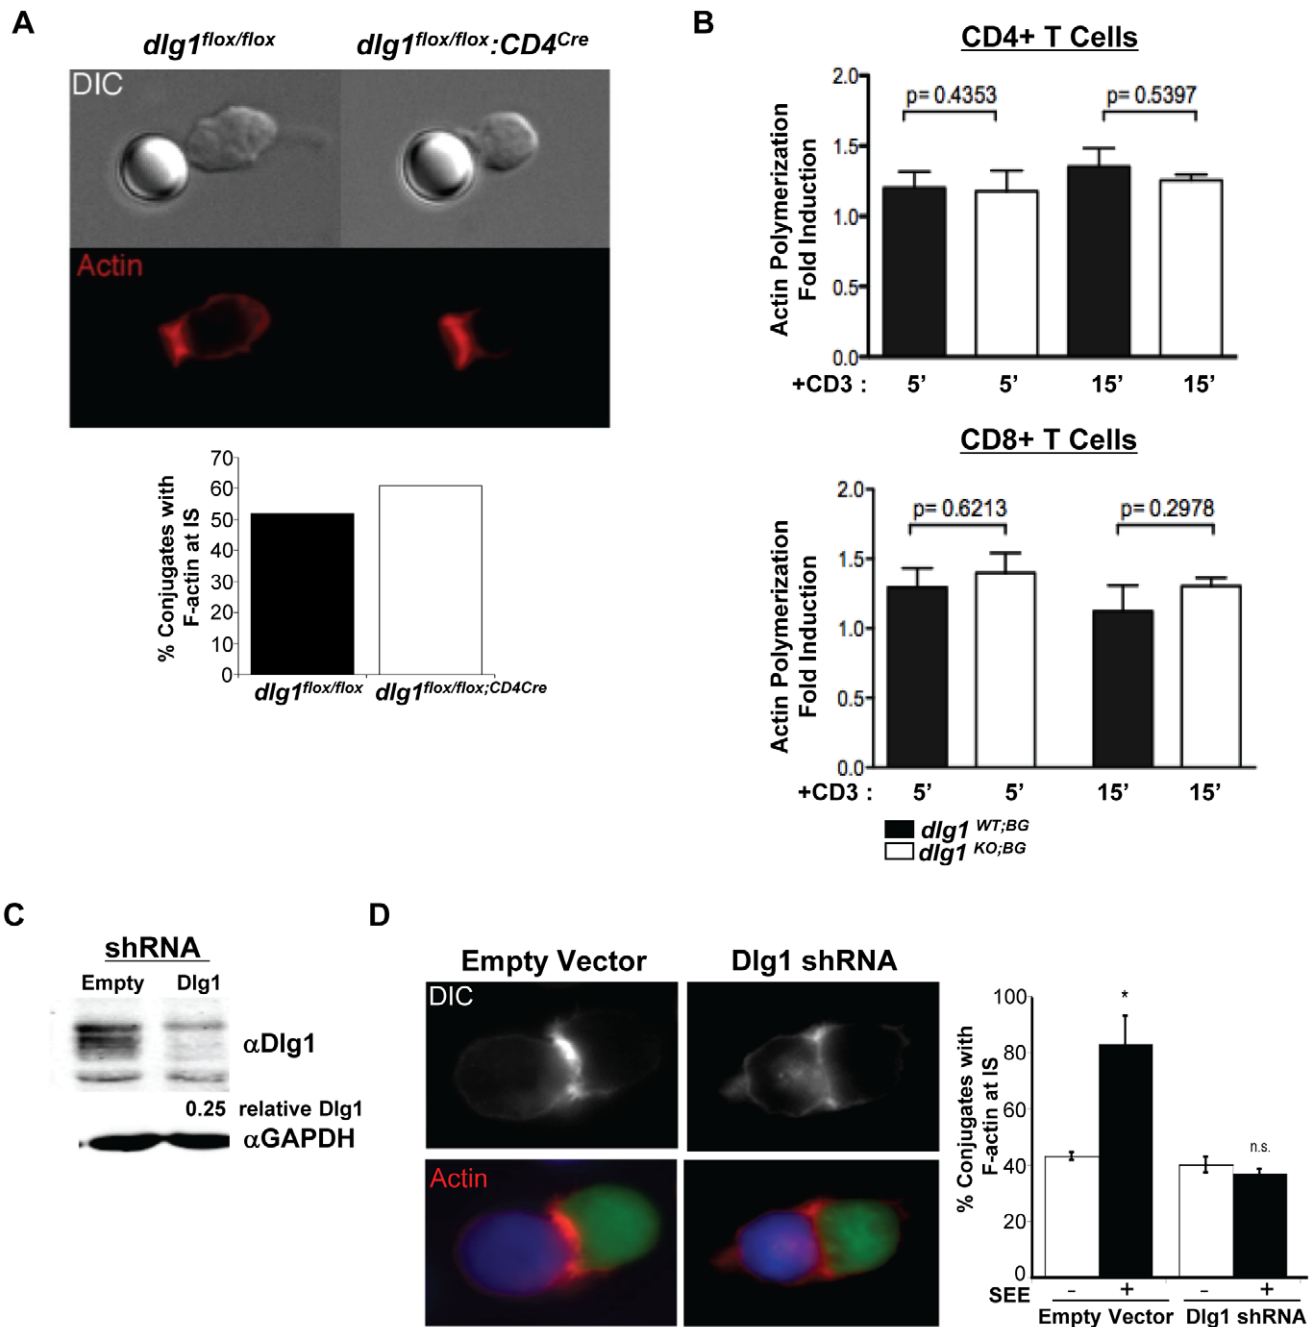 A
dlg1flox/flox
dlg1flox/flox:CD4Cre
DIC
Actin
70
60
50
40
30
20
10
0
% Conjugates with
F-actin at IS
dlg1flox/flox
dlg1flox/flox;CD4Cre
B
CD4+ T Cells
2.0
1.5
1.0
0.5
0.0
Actin Polymerization
Fold Induction
p= 0.4353
p= 0.5397
+CD3 : 5’ 5’ 15’ 15’
CD8+ T Cells
2.0
1.5
1.0
0.5
0.0
Actin Polymerization
Fold Induction
p= 0.6213
p= 0.2978
+CD3 : 5’ 5’ 15’ 15’
dlg1 WT;BG
dlg1 KO;BG
C
shRNA
Empty Dlg1
αDlg1
0.25 relative Dlg1
αGAPDH
D
Empty Vector
Dlg1 shRNA
DIC
Actin
100
80
60
40
20
0
% Conjugates with
F-actin at IS
*
n.s.
SEE - + - +
Empty Vector Dlg1 shRNA